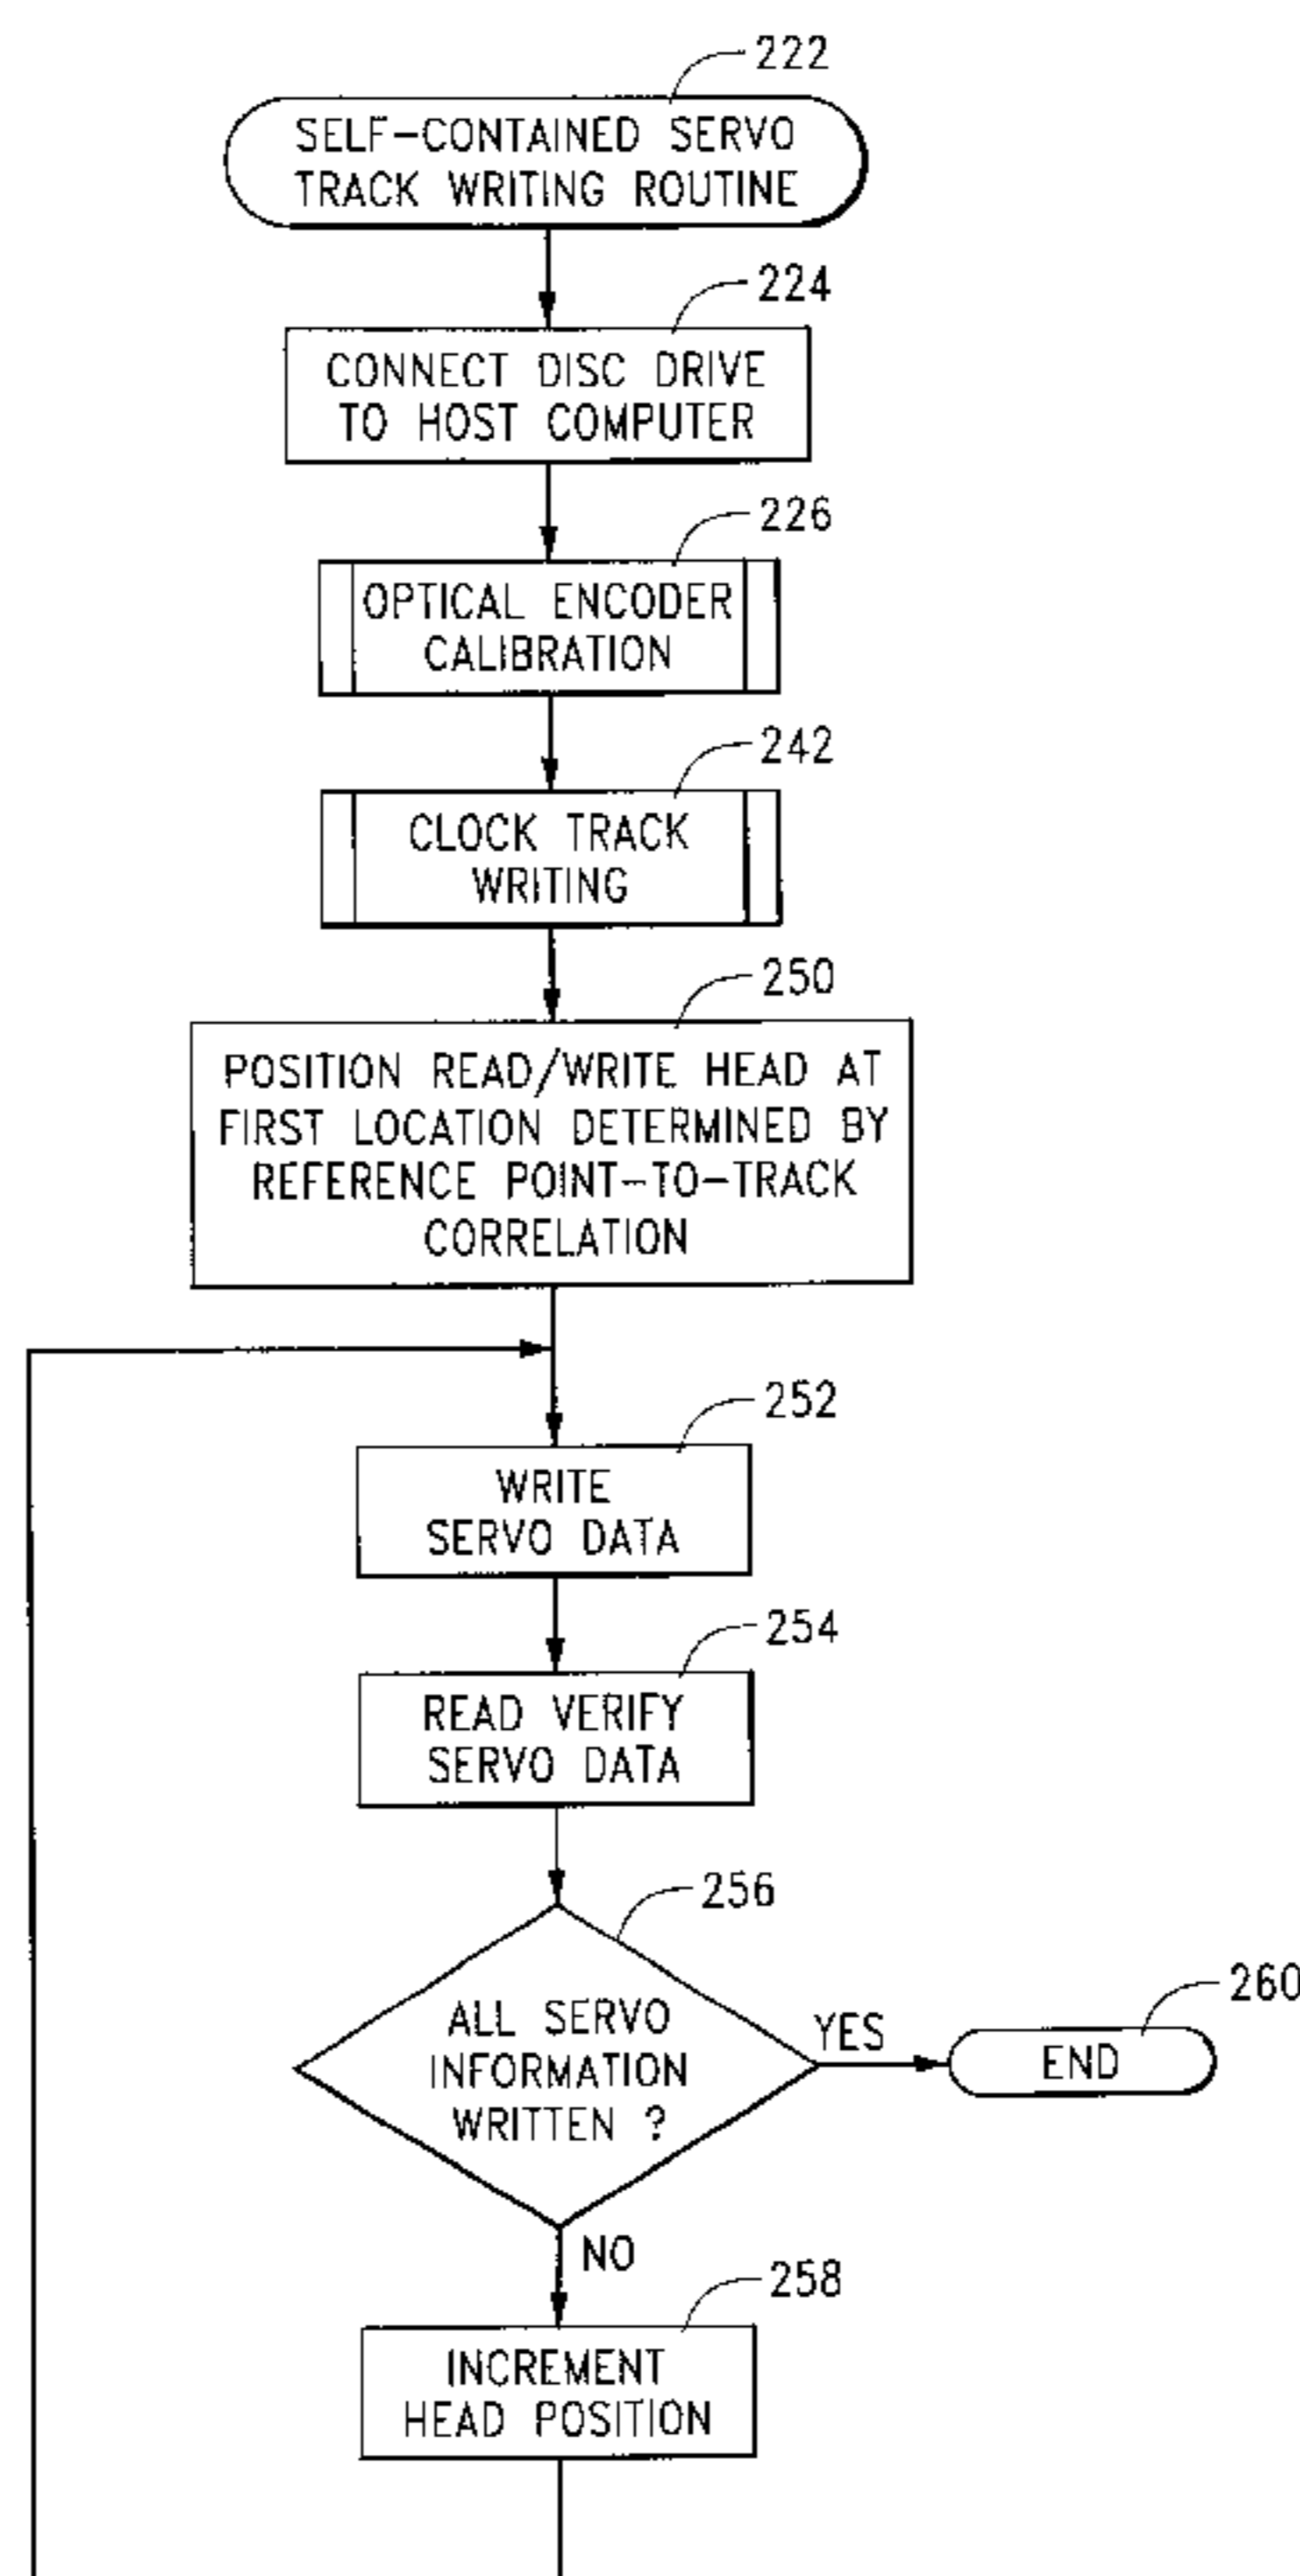 222
SELF-CONTAINED SERVO
TRACK WRITING ROUTINE
224
CONNECT DISC DRIVE
TO HOST COMPUTER
226
OPTICAL ENCODER
CALIBRATION
242
CLOCK TRACK
WRITING
250
POSITION READ/WRITE HEAD AT
FIRST LOCATION DETERMINED BY
REFERENCE POINT-TO-TRACK
CORRELATION
252
WRITE
SERVO DATA
254
READ VERIFY
SERVO DATA
256
ALL SERVO
INFORMATION
WRITTEN ?
YES
260
END
NO
258
INCREMENT
HEAD POSITION